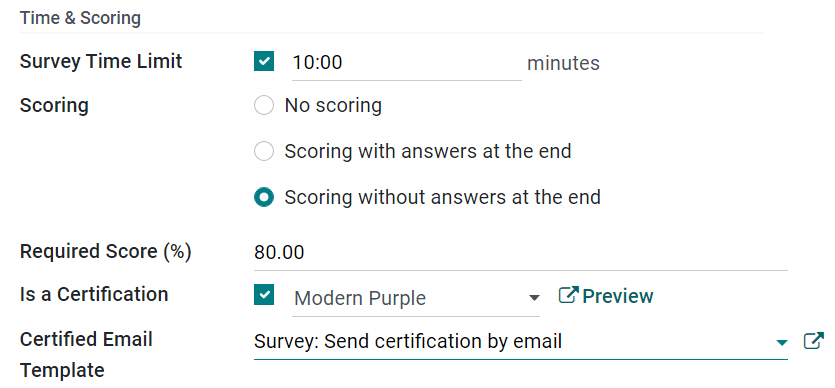 Time & Scoring
Survey Time Limit 10:00 minutes
Scoring No scoring
Scoring with answers at the end
Scoring without answers at the end
Required Score (%) 80.00
Is a Certification Modern Purple Preview
Certified Email Survey: Send certification by email
Template